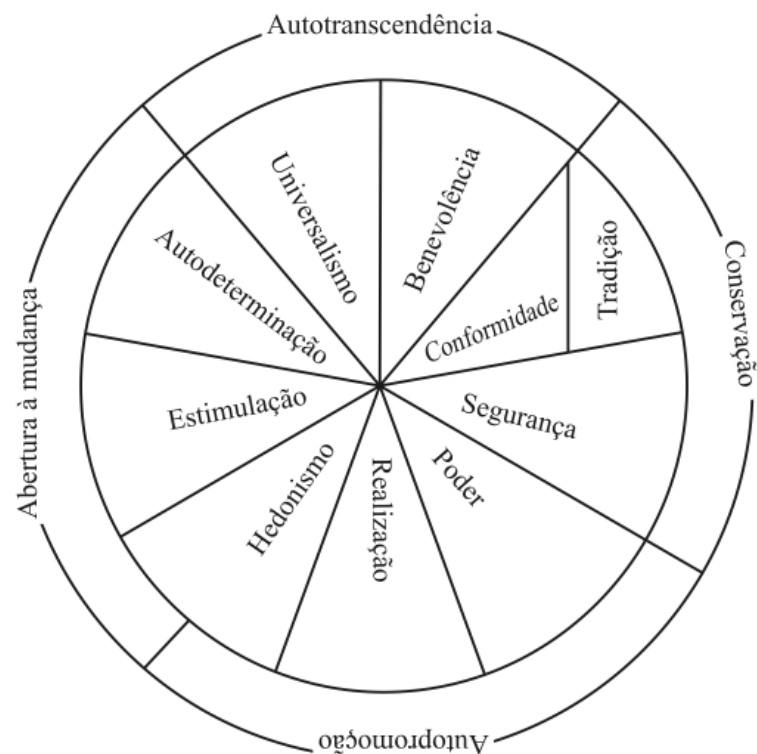 Autotranscendência
Universalismo
Benevolência
Autodeterminação
Conformidade
Tradição
Conservação
Abertura à mudança
Estimulação
Segurança
Hedonismo
Realização
Poder
Autopromoção